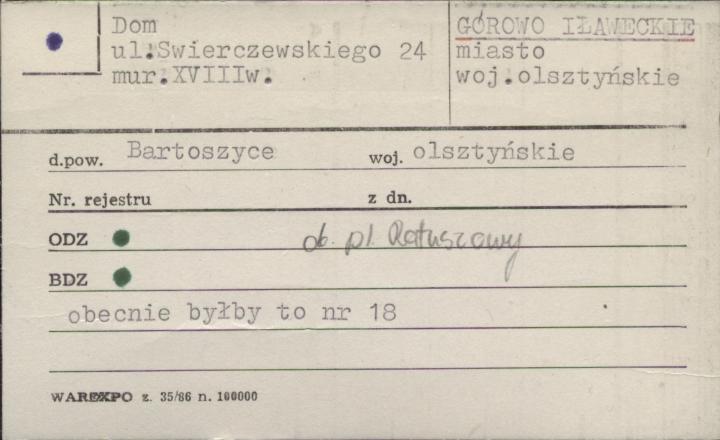 Dom
ul.Swierczewskiego 24
mur.XVIIIw.
GÓROWO IŁAWECKIE
miasto
woj.olsztyńskie
d.pow. Bartoszyce woj. olsztyńskie
Nr. rejestru z dn.
ODZ ob. pl. Ratuszowy
BDZ
obecnie byłby to nr 18
WAREXPO z. 35/86 n. 100000